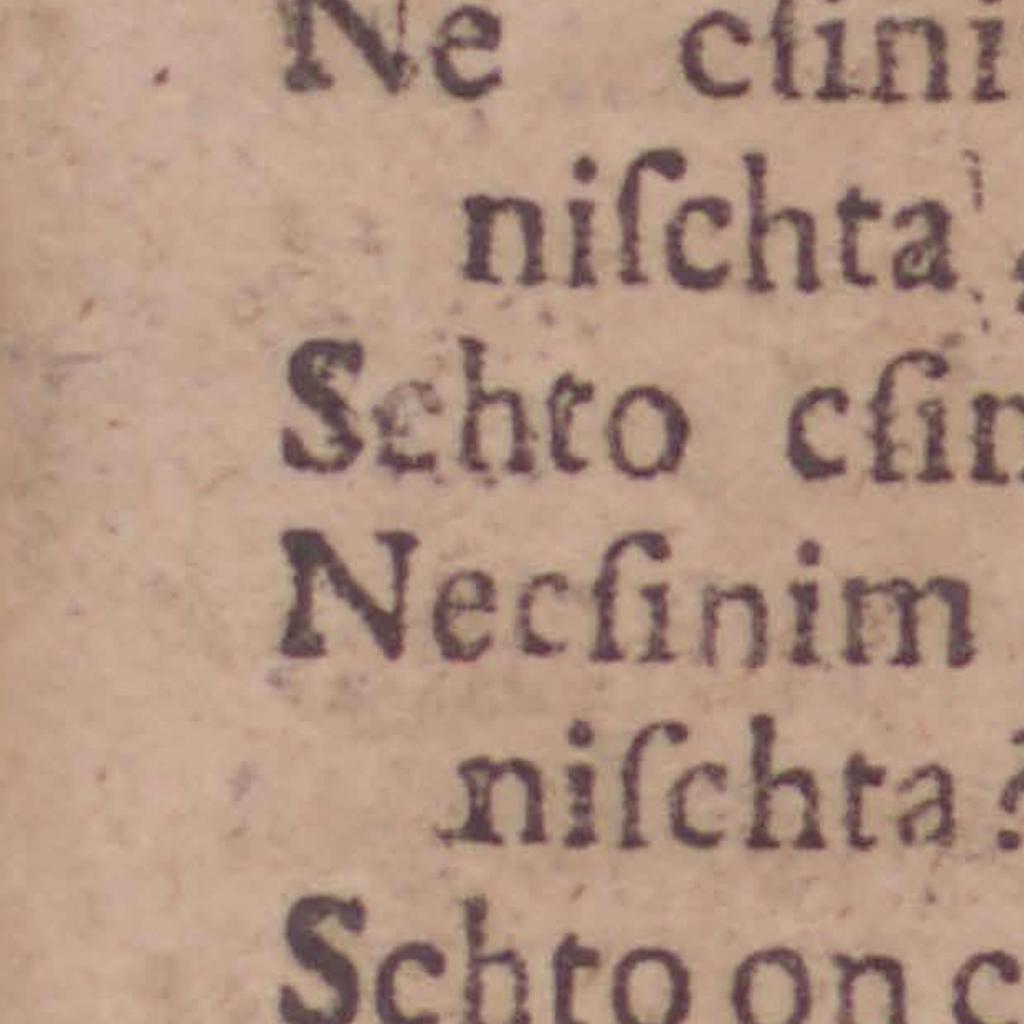 Ne cſini
niſchta,
Schto cſin
Necſinim
niſchta?
Schto on c